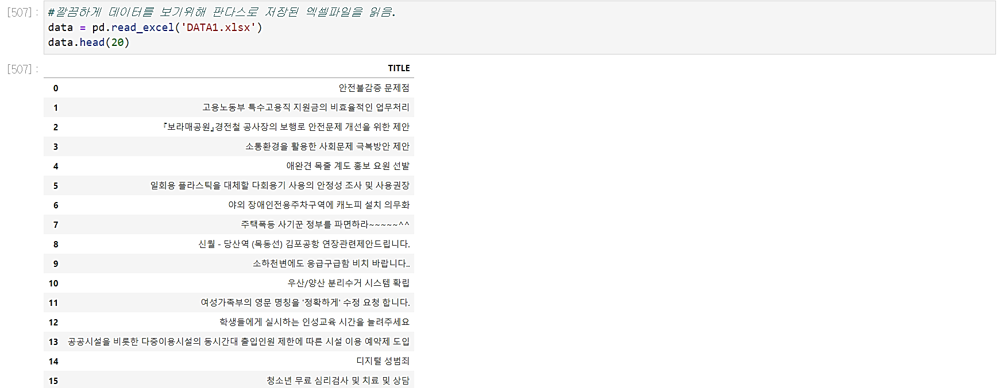 [507] : #깔끔하게 데이터를 보기위해 판다스로 저장된 엑셀파일을 읽음.
data = pd.read_excel('DATA1.xlsx')
data.head(20)
[507] : TITLE
0 안전불감증 문제점
1 고용노동부 특수고용직 지원금의 비효율적인 업무처리
2 『보라매공원』경전철 공사장의 보행로 안전문제 개선을 위한 제안
3 소통환경을 활용한 사회문제 극복방안 제안
4 애완견 목줄 계도 홍보 요원 선발
5 일회용 플라스틱을 대체할 다회용기 사용의 안정성 조사 및 사용권장
6 야외 장애인전용주차구역에 캐노피 설치 의무화
7 주택폭등 사기꾼 정부를 파면하라~~~~~^^
8 신월 - 당산역 (목동선) 김포공항 연장관련제안드립니다.
9 소하천변에도 응급구급함 비치 바랍니다..
10 우산/양산 분리수거 시스템 확립
11 여성가족부의 영문 명칭을 '정확하게' 수정 요청 합니다.
12 학생들에게 실시하는 인성교육 시간을 늘려주세요
13 공공시설을 비롯한 다중이용시설의 동시간대 출입인원 제한에 따른 시설 이용 예약제 도입
14 디지털 성범죄
15 청소년 무료 심리검사 및 치료 및 상담